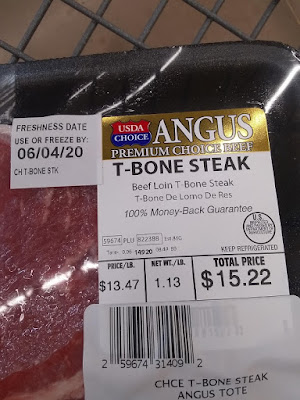 FRESHNESS DATE
USE OR FREEZE BY:
06/04/20
CH T-BONE STK
USDA
CHOICE
ANGUS
PREMIUM CHOICE BEEF
T-BONE STEAK
Beef Loin T-Bone Steak
T-Bone De Lomo De Res
100% Money-Back Guarantee
59674 PLU
U.S.
KEEP REFRIGERATED
PRICE/LB.
$13.47
NET WT./LB.
1.13
TOTAL PRICE
$15.22
2 59674 31409 2
CHCE T-BONE STEAK
ANGUS TOTE